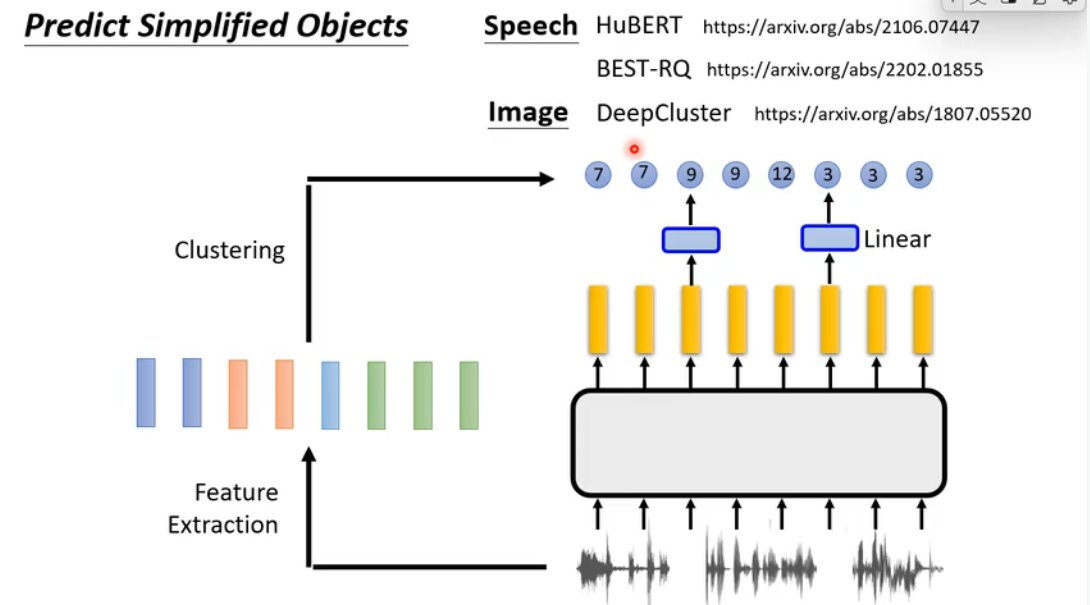 Predict Simplified Objects
Speech HuBERT https://arxiv.org/abs/2106.07447
BEST-RQ https://arxiv.org/abs/2202.01855
Image DeepCluster https://arxiv.org/abs/1807.05520
7 7 9 9 12 3 3 3
Clustering
Linear
Feature
Extraction